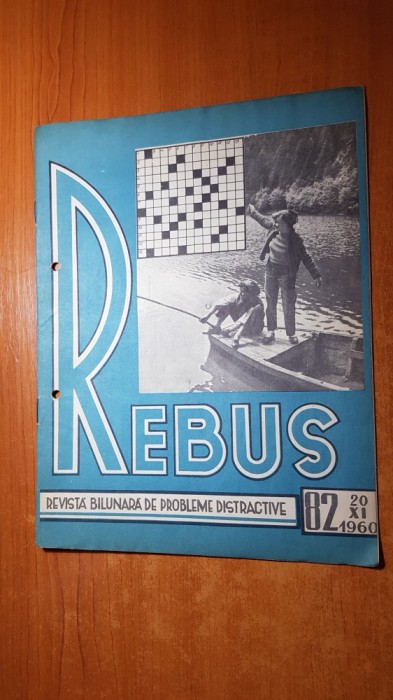 REBUS
REVISTĂ BILUNARĂ DE PROBLEME DISTRACTIVE
82 20 XI 1960